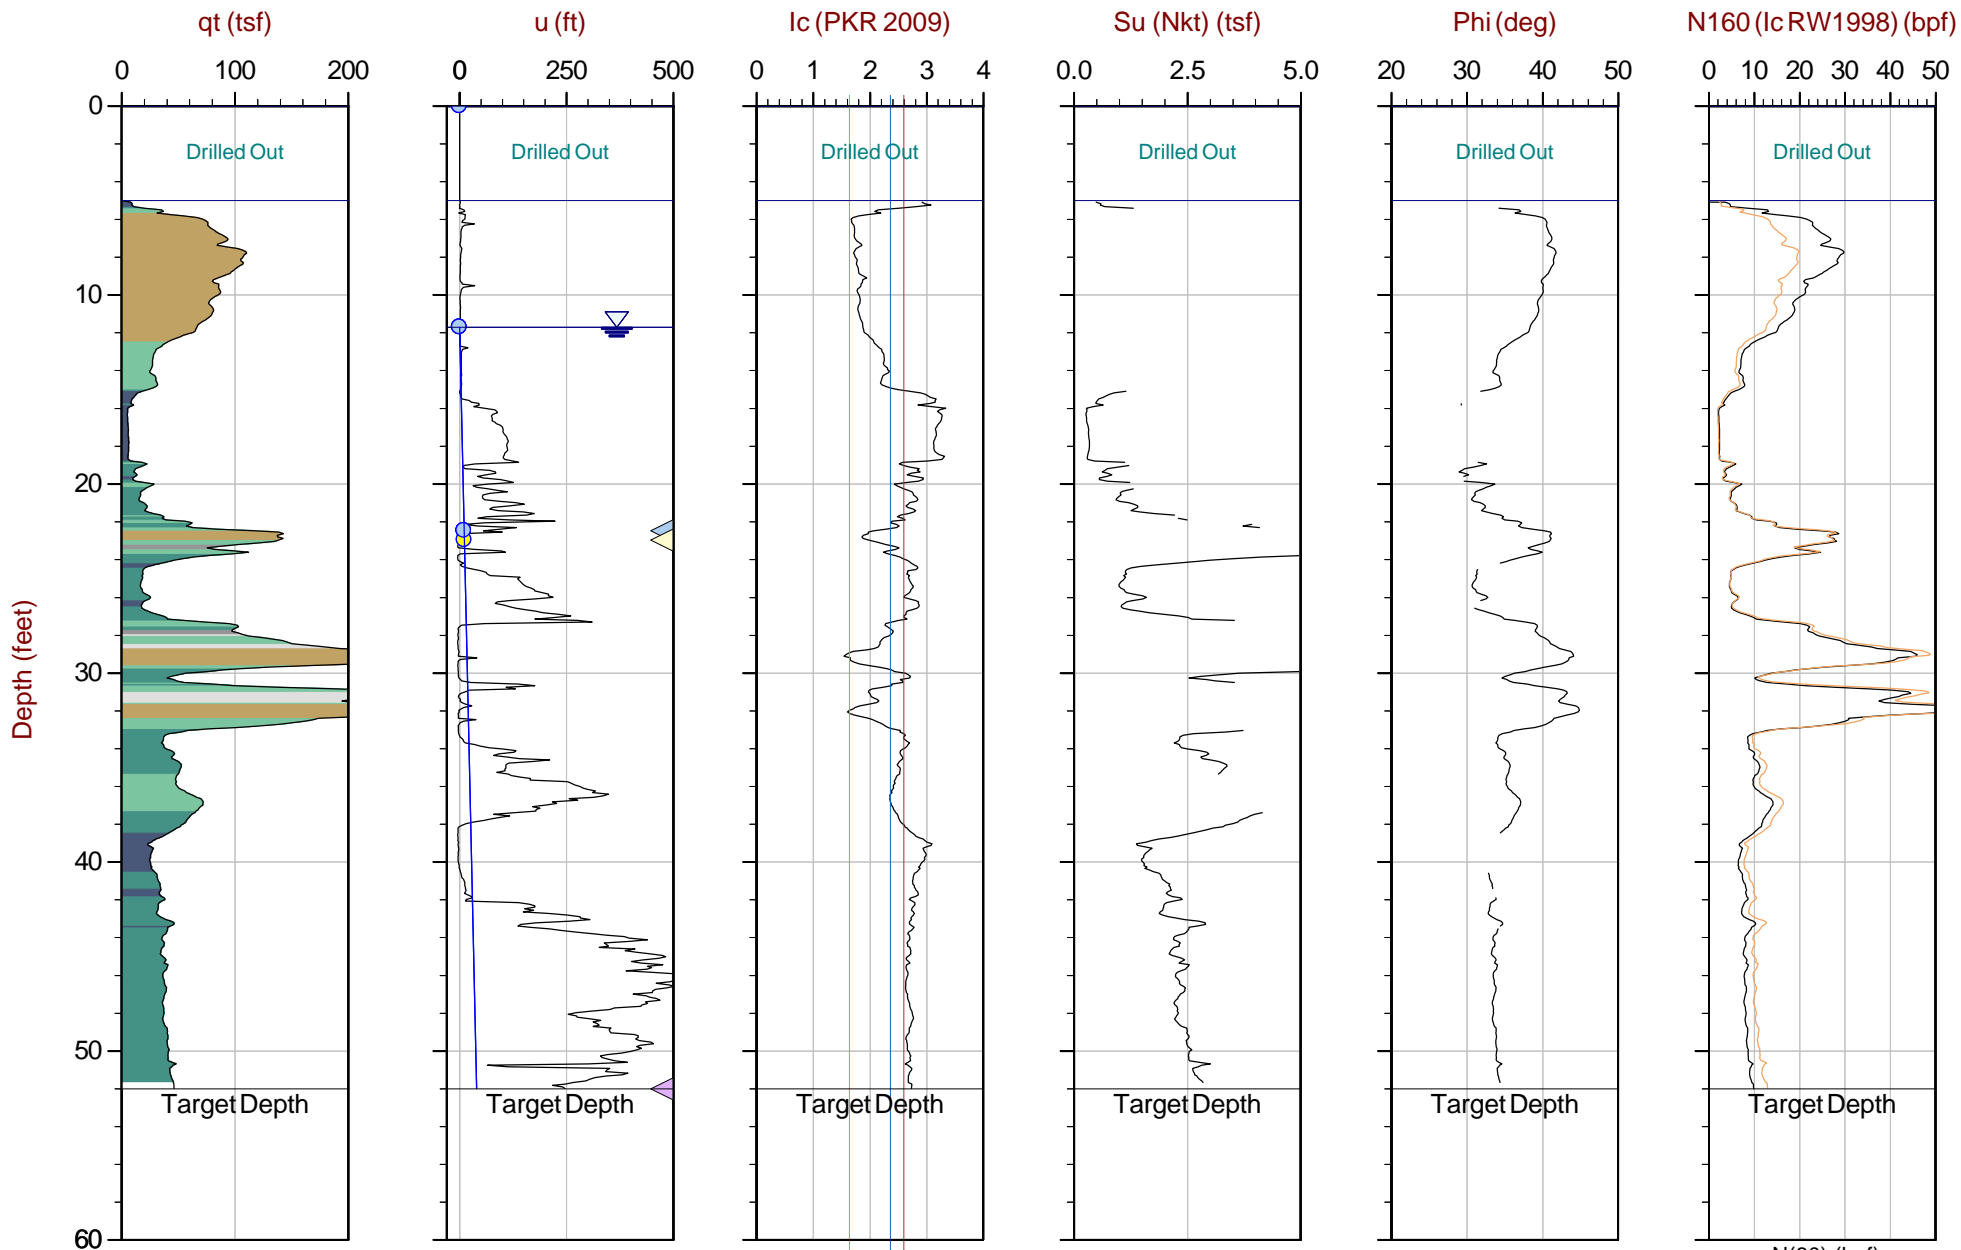 qt (tsf) u (ft) Ic (PKR 2009) Su (Nkt) (tsf) Phi (deg) N160 (Ic RW1998) (bpf)
0 100 200 0 250 500 0 1 2 3 4 0.0 2.5 5.0 20 30 40 50 0 10 20 30 40 50
0
Drilled Out Drilled Out Drilled Out Drilled Out Drilled Out Drilled Out
10
20
30
40
50
Target Depth Target Depth Target Depth Target Depth Target Depth Target Depth
60
Depth (feet)